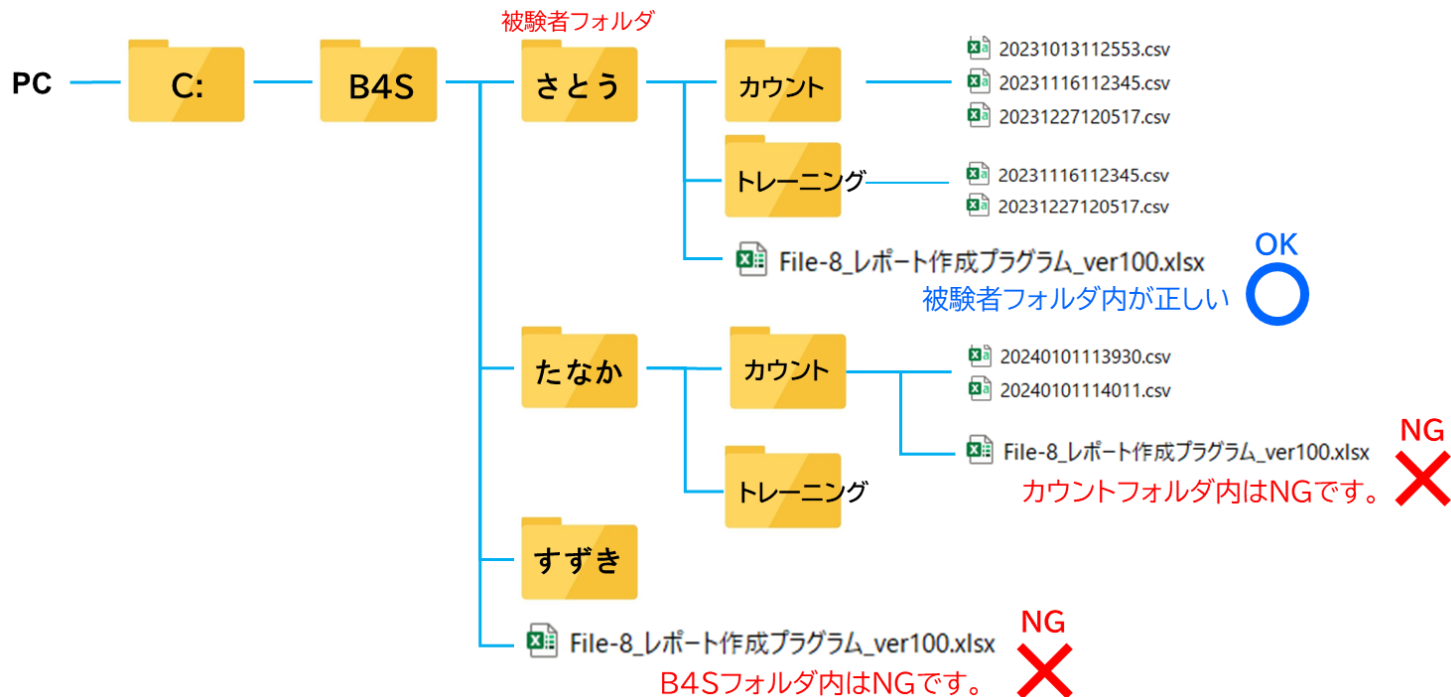 被験者フォルダ
PC
C:
B4S
さとう
カウント
20231013112553.csv
20231116112345.csv
20231227120517.csv
トレーニング
20231116112345.csv
20231227120517.csv
File-8_レポート作成プラグラム_ver100.xlsx
OK
被験者フォルダ内が正しい
たなか
カウント
20240101113930.csv
20240101114011.csv
File-8_レポート作成プラグラム_ver100.xlsx
NG
カウントフォルダ内はNGです。
トレーニング
すずき
File-8_レポート作成プラグラム_ver100.xlsx
NG
B4Sフォルダ内はNGです。